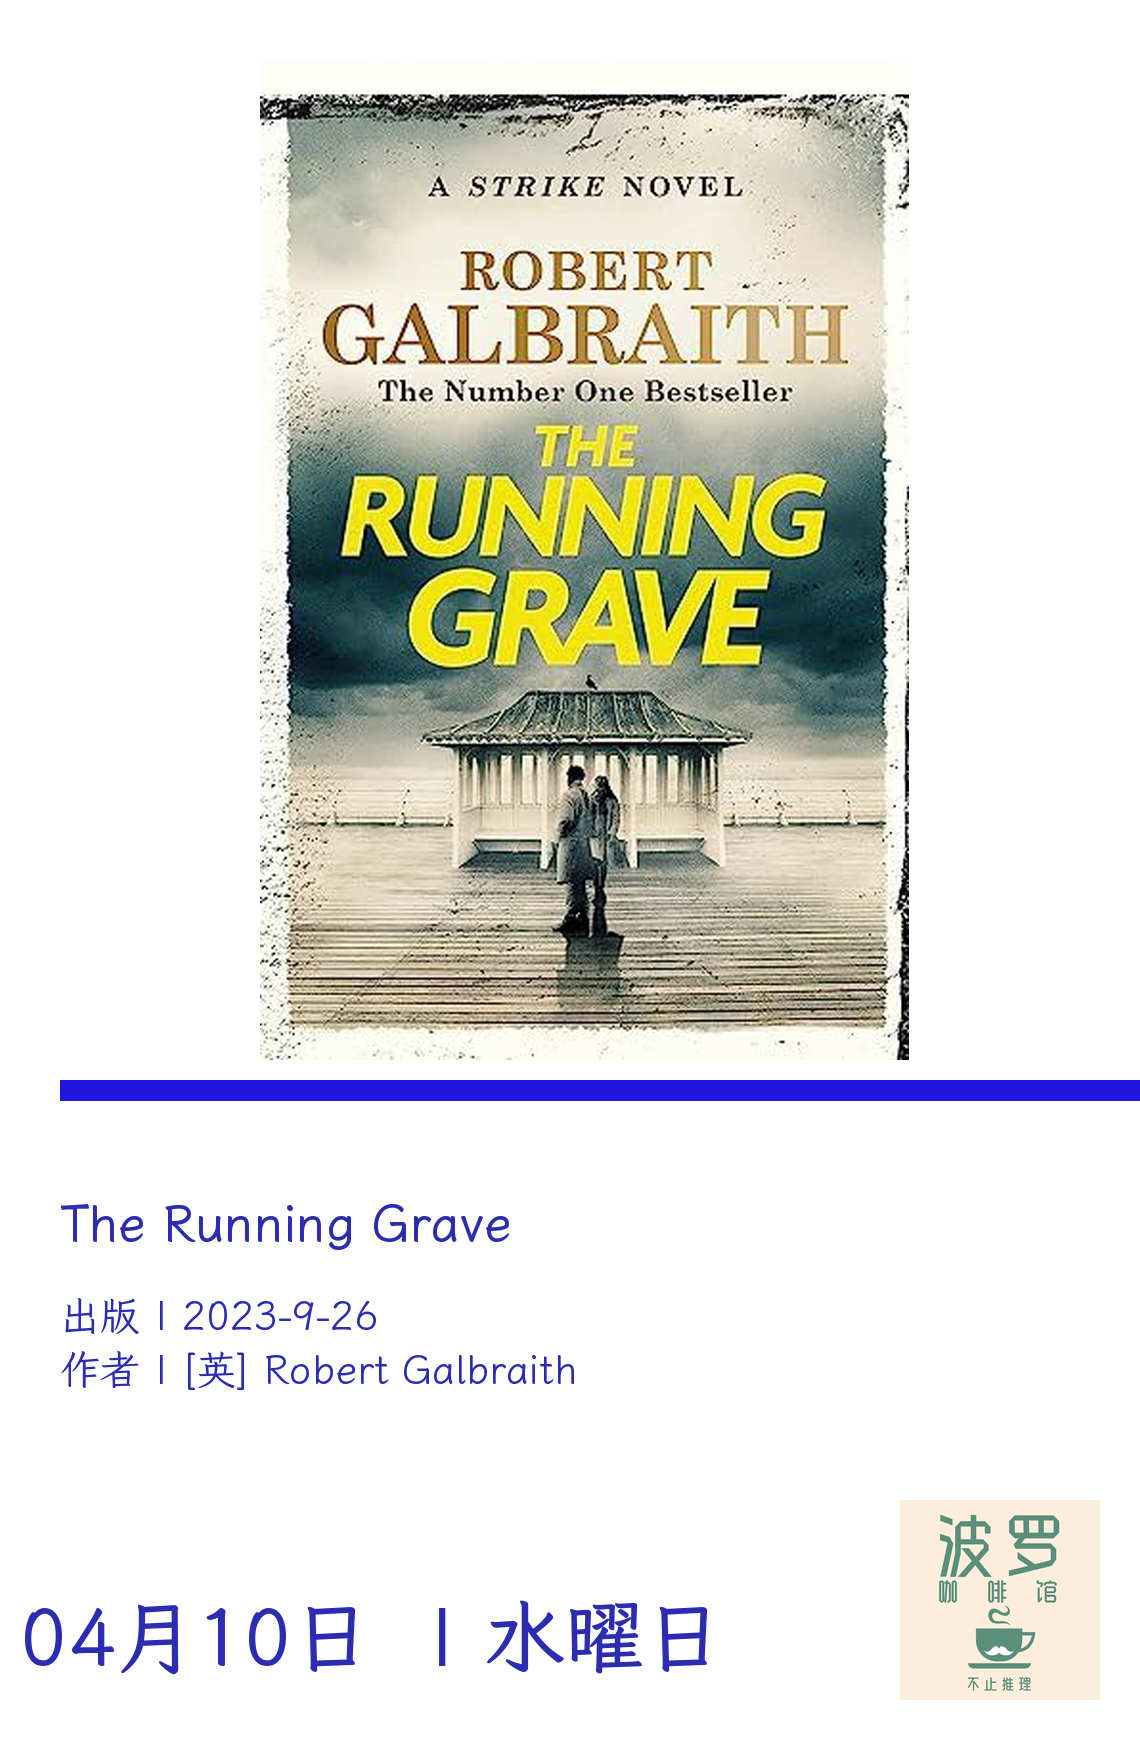 A STRIKE NOVEL
ROBERT
GALBRAITH
The Number One Bestseller
THE
RUNNING
GRAVE
The Running Grave
出版 | 2023-9-26
作者 | [英] Robert Galbraith
04月10日 | 水曜日
波罗
咖啡馆
不止推理